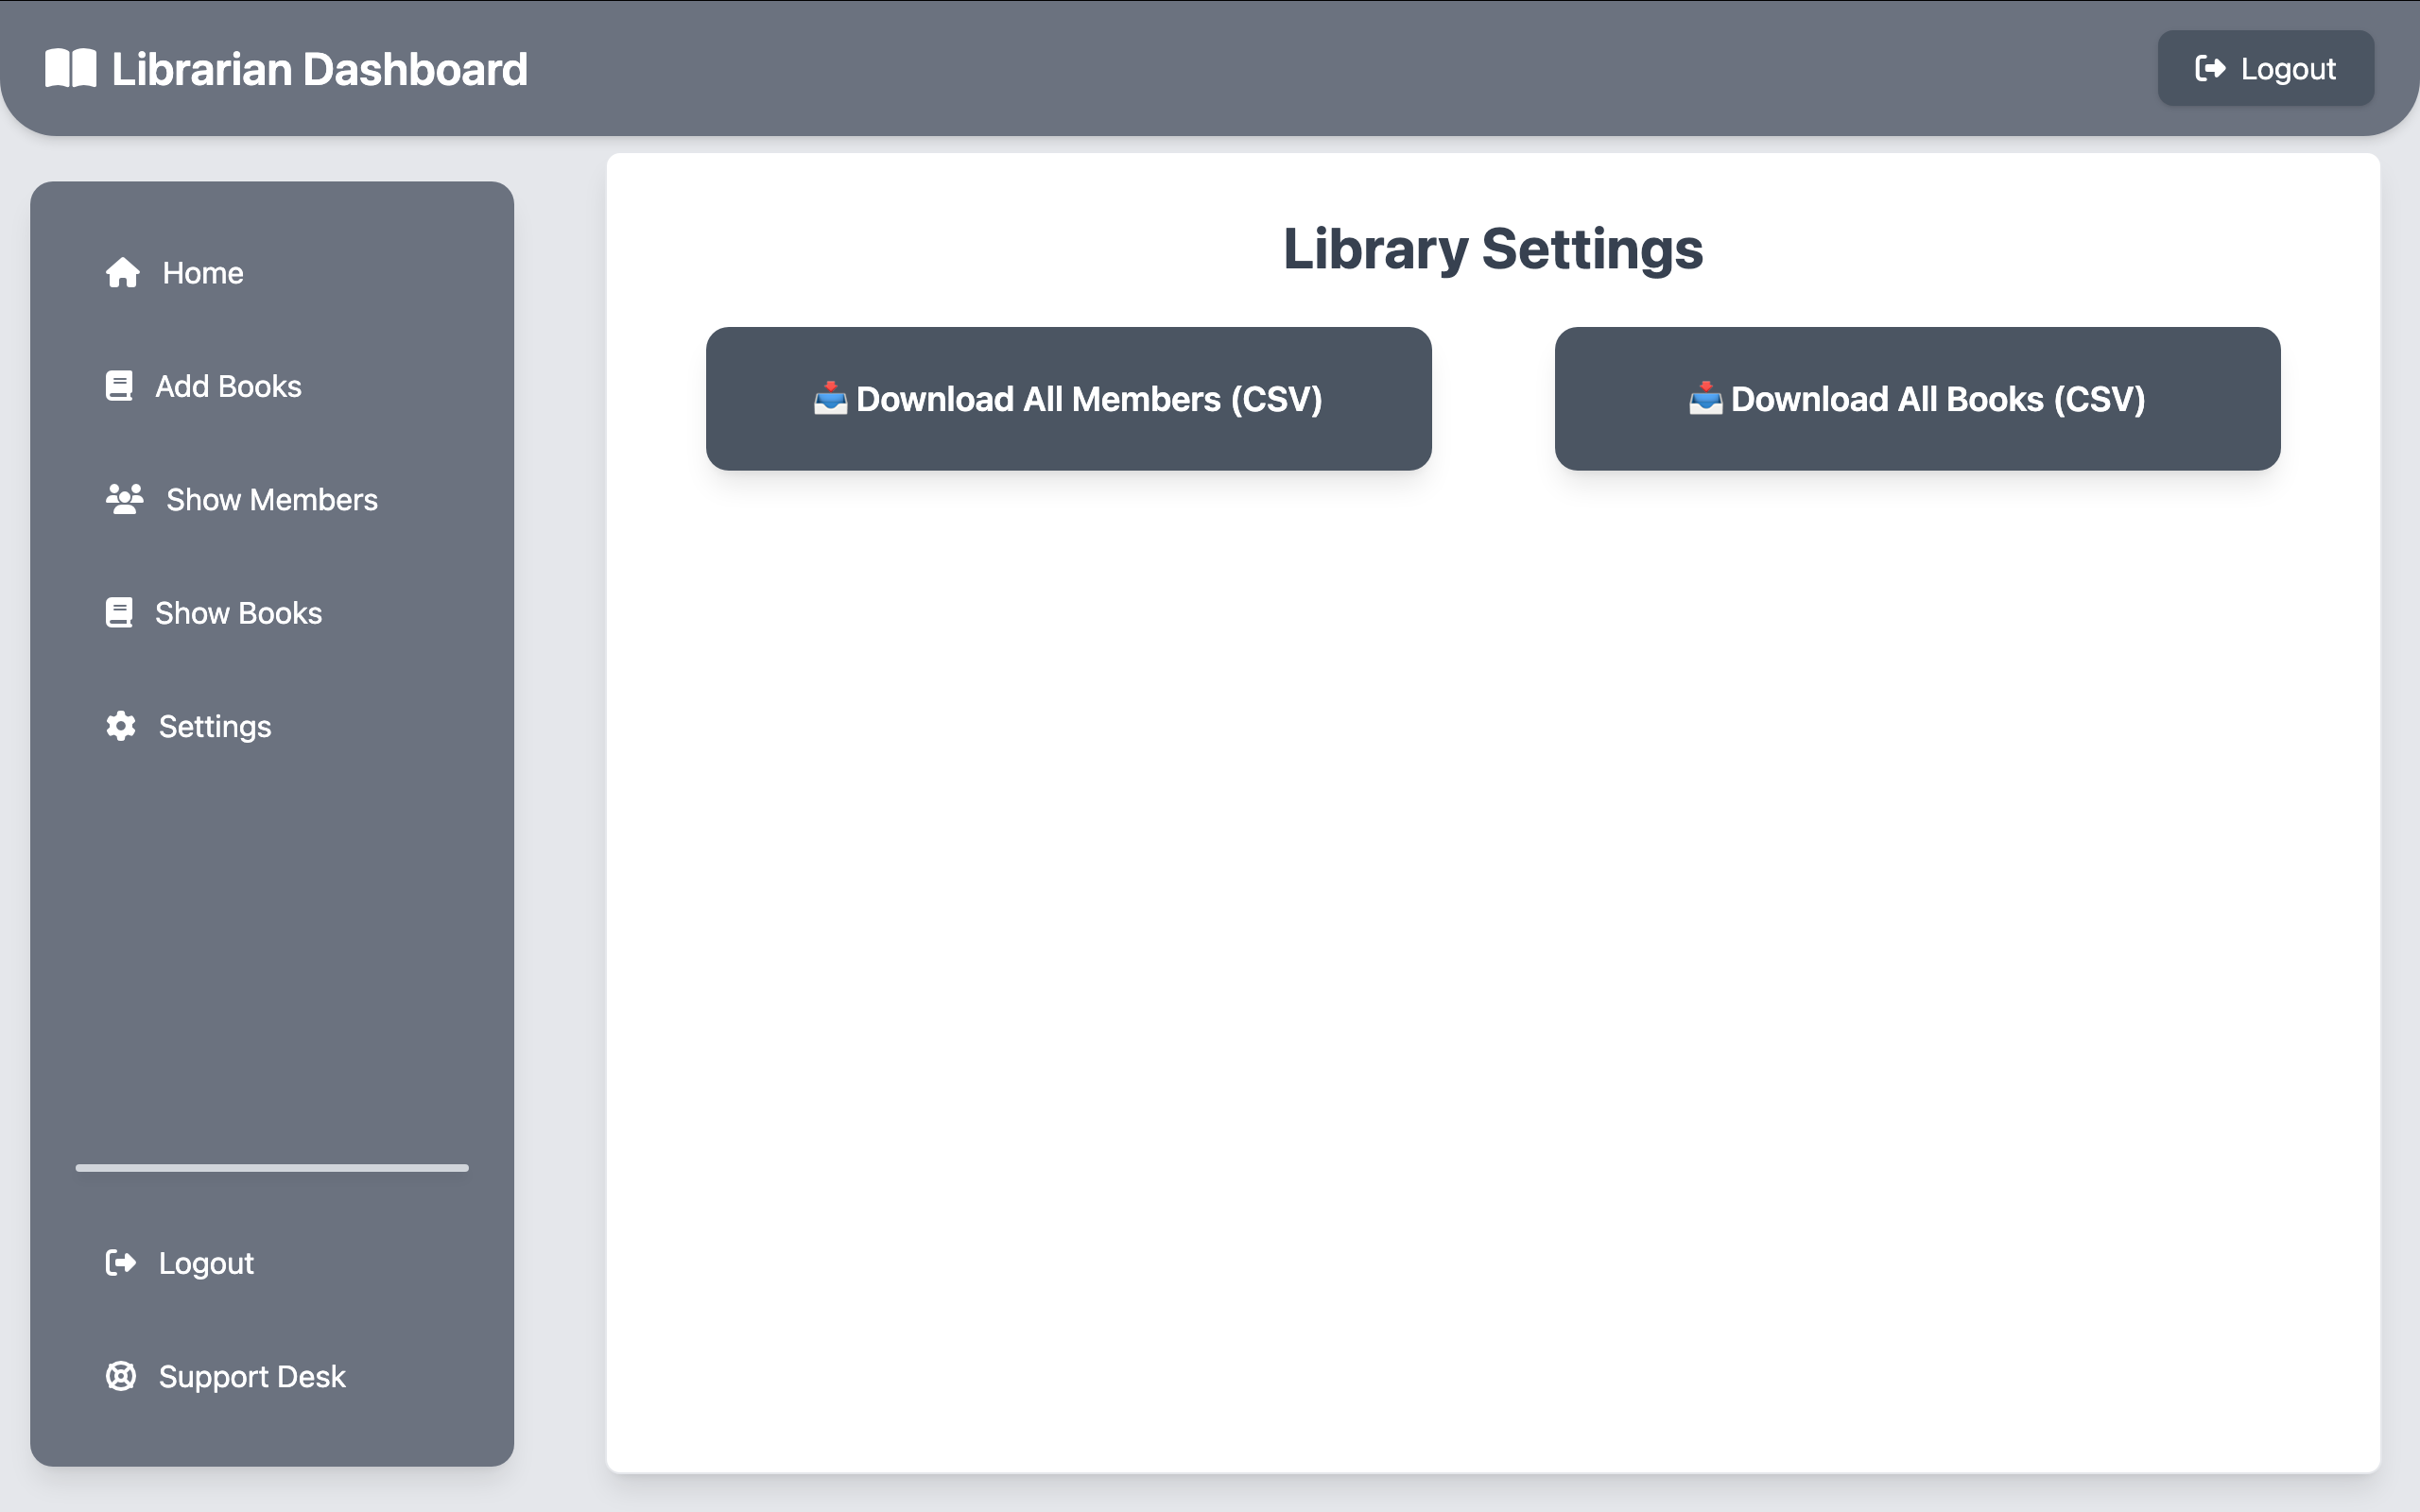 Librarian Dashboard
Logout
Home
Add Books
Show Members
Show Books
Settings
Logout
Support Desk
Library Settings
Download All Members (CSV)
Download All Books (CSV)